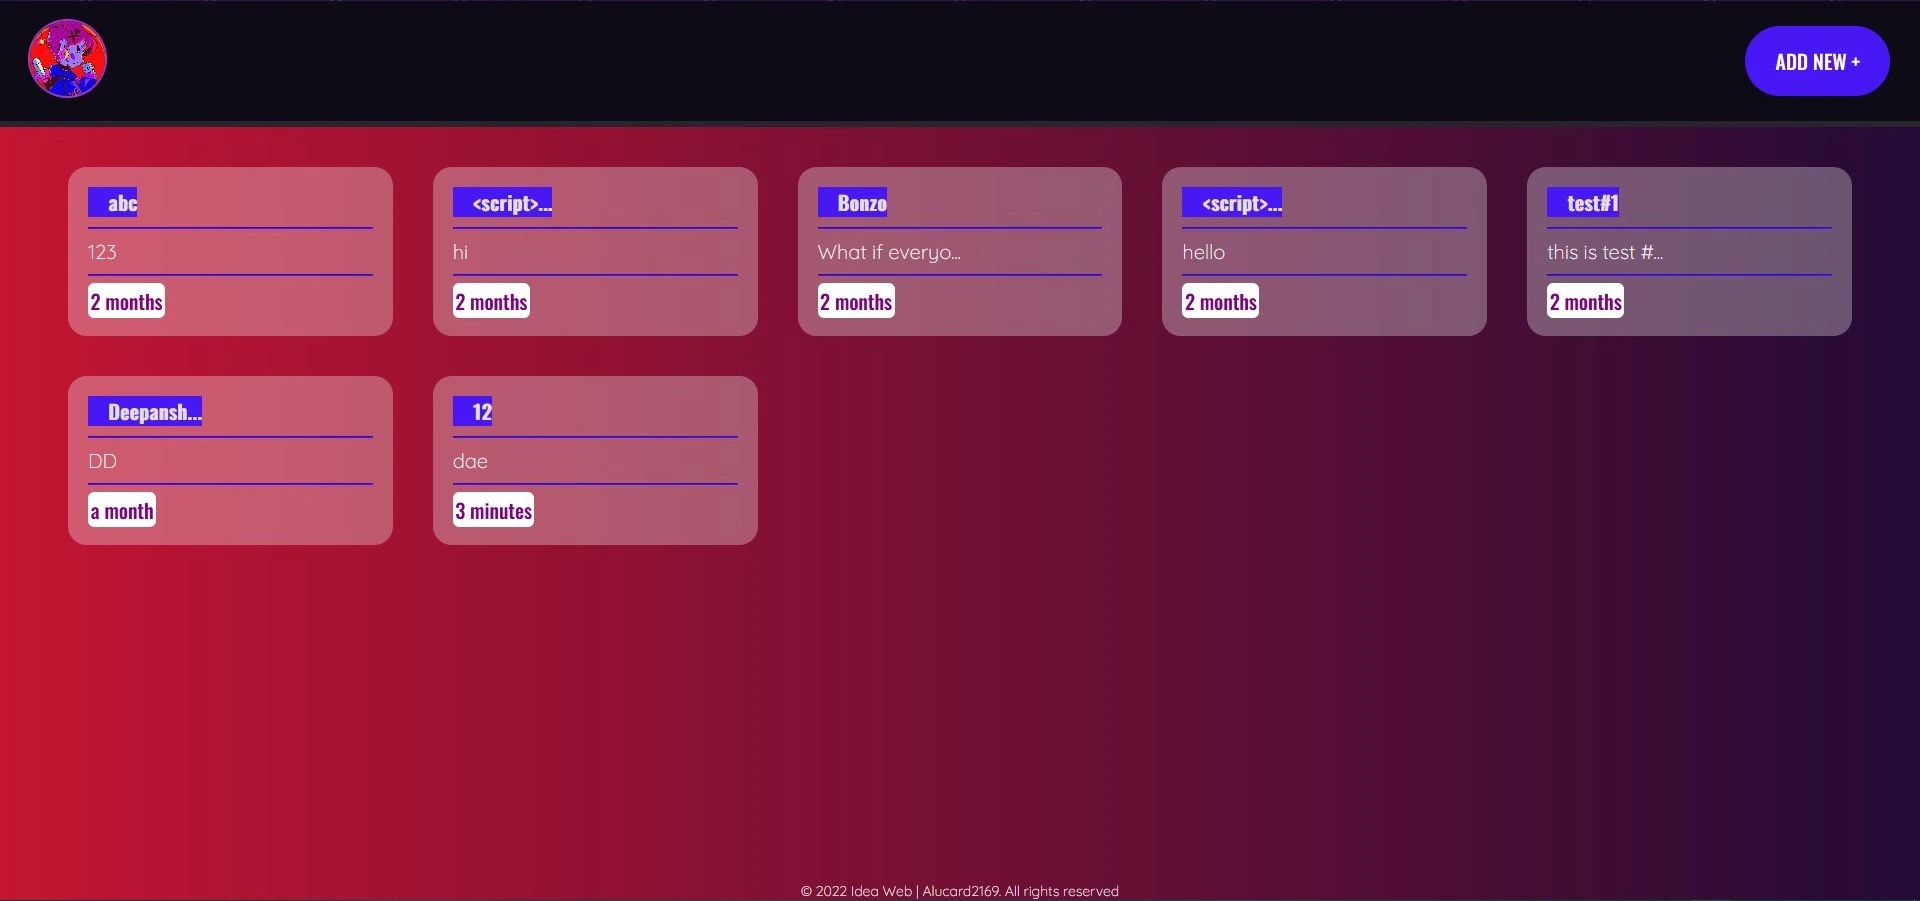 ADD NEW +
abc
123
2 months
<script>...
hi
2 months
Bonzo
What if everyo...
2 months
<script>...
hello
2 months
test#1
this is test #...
2 months
Deepansh...
DD
a month
12
dae
3 minutes
© 2022 Idea Web | Alucard2169. All rights reserved